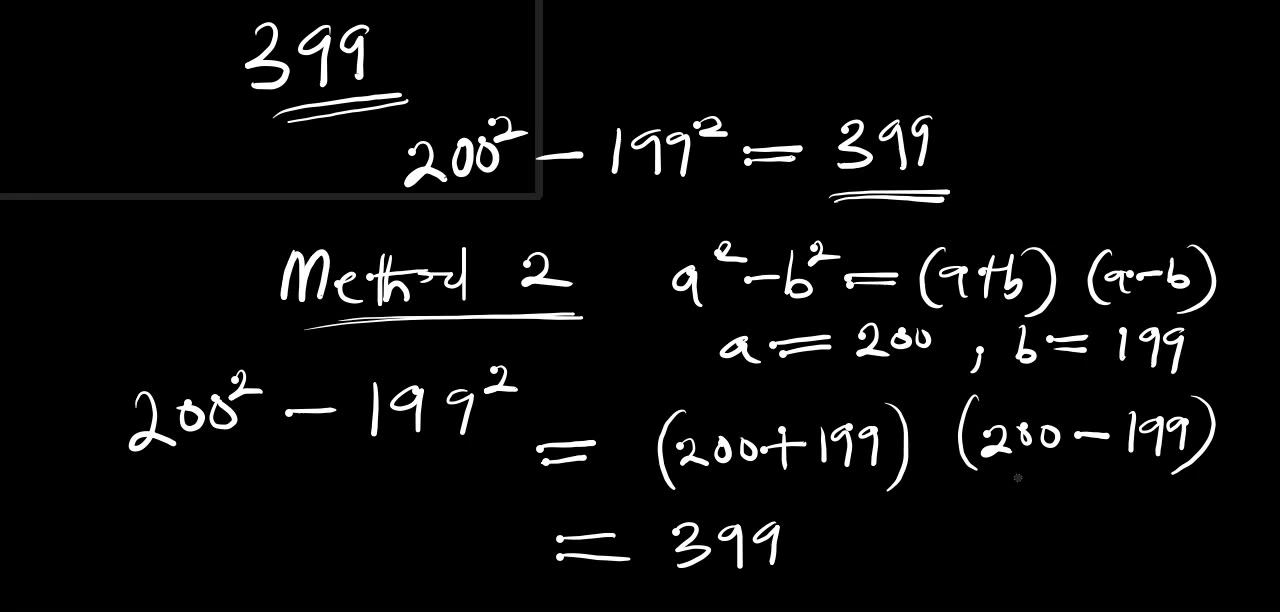 399
200² - 199² = 399
Method 2 a² - b² = (a+b) (a-b)
a = 200 , b = 199
200² - 199²
= (200+199) (200-199)
= 399